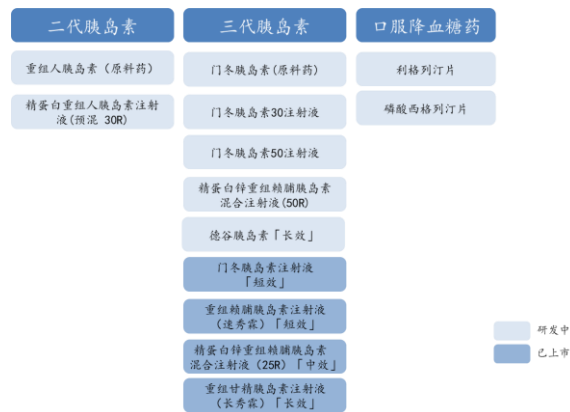 二代胰岛素
三代胰岛素
口服降血糖药
重组人胰岛素（原料药）
精蛋白重组人胰岛素注射
液(预混 30R)
门冬胰岛素(原料药)
门冬胰岛素30注射液
门冬胰岛素50注射液
精蛋白锌重组赖脯胰岛素
混合注射液(50R)
德谷胰岛素「长效」
门冬胰岛素注射液
「短效」
重组赖脯胰岛素注射液
（速秀霖）「短效」
精蛋白锌重组赖脯胰岛素
混合注射液（25R）「中效」
重组甘精胰岛素注射液
（长秀霖）「长效」
利格列汀片
磷酸西格列汀片
研发中
已上市